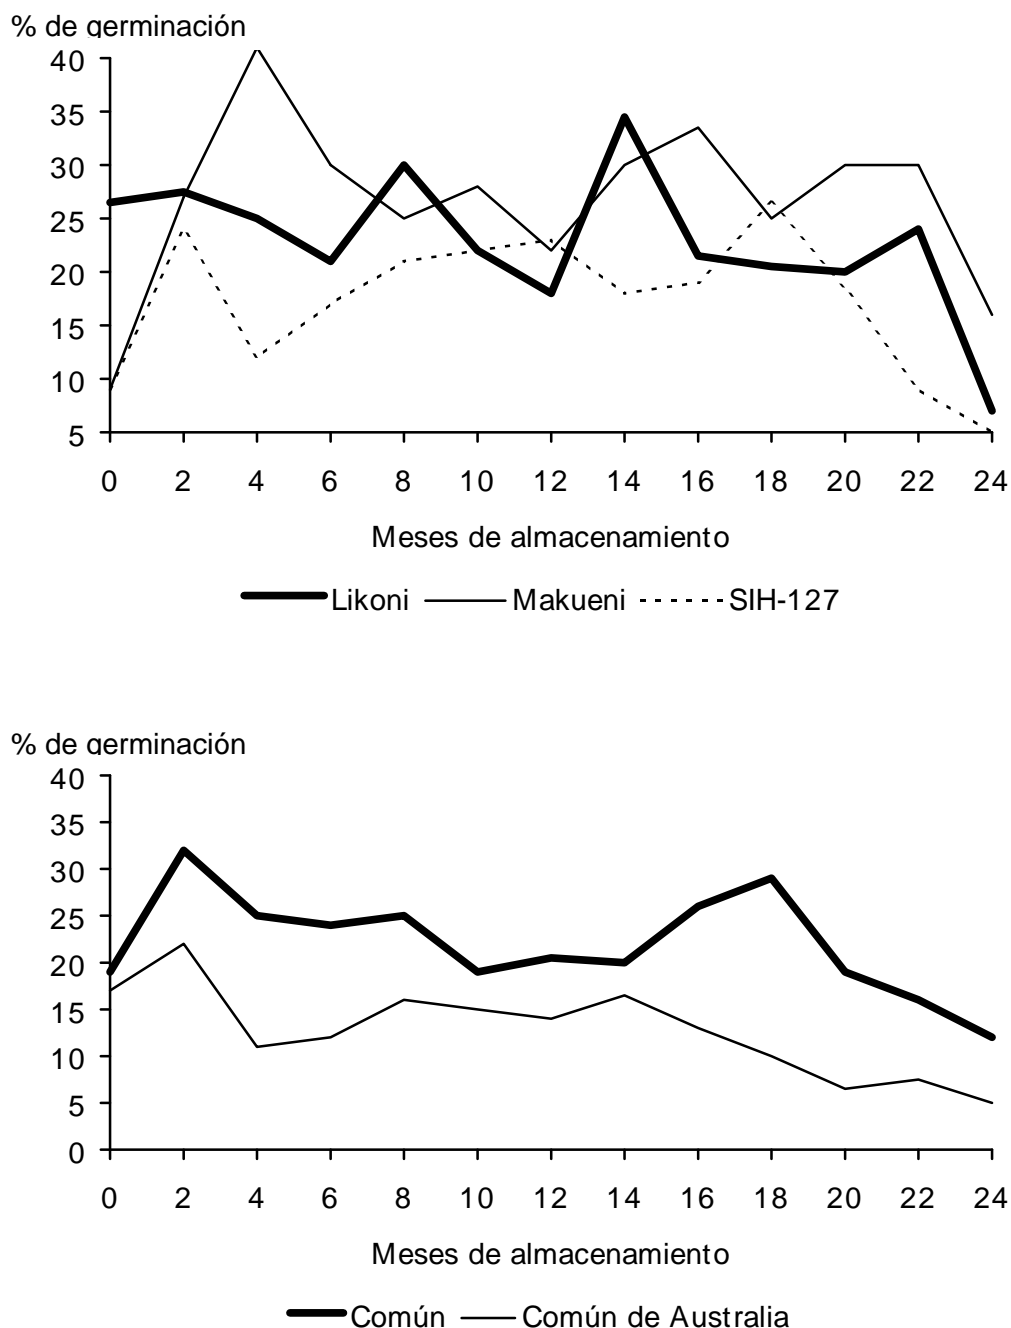 % de germinación
40
35
30
25
20
15
10
5
0 2 4 6 8 10 12 14 16 18 20 22 24
Meses de almacenamiento
Likoni Makueni SIH-127
% de germinación
40
35
30
25
20
15
10
5
0
0 2 4 6 8 10 12 14 16 18 20 22 24
Meses de almacenamiento
Común Común de Australia